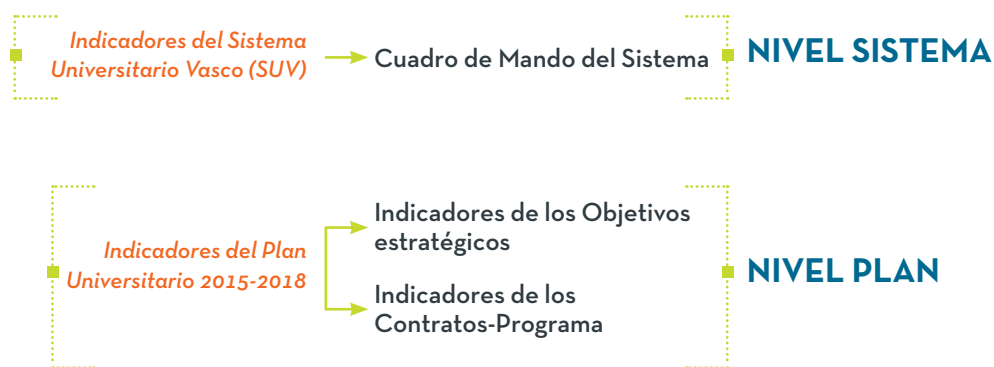 Indicadores del Sistema
Universitario Vasco (SUV)
Cuadro de Mando del Sistema
NIVEL SISTEMA
Indicadores del Plan
Universitario 2015-2018
Indicadores de los Objetivos
estratégicos
Indicadores de los
Contratos-Programa
NIVEL PLAN